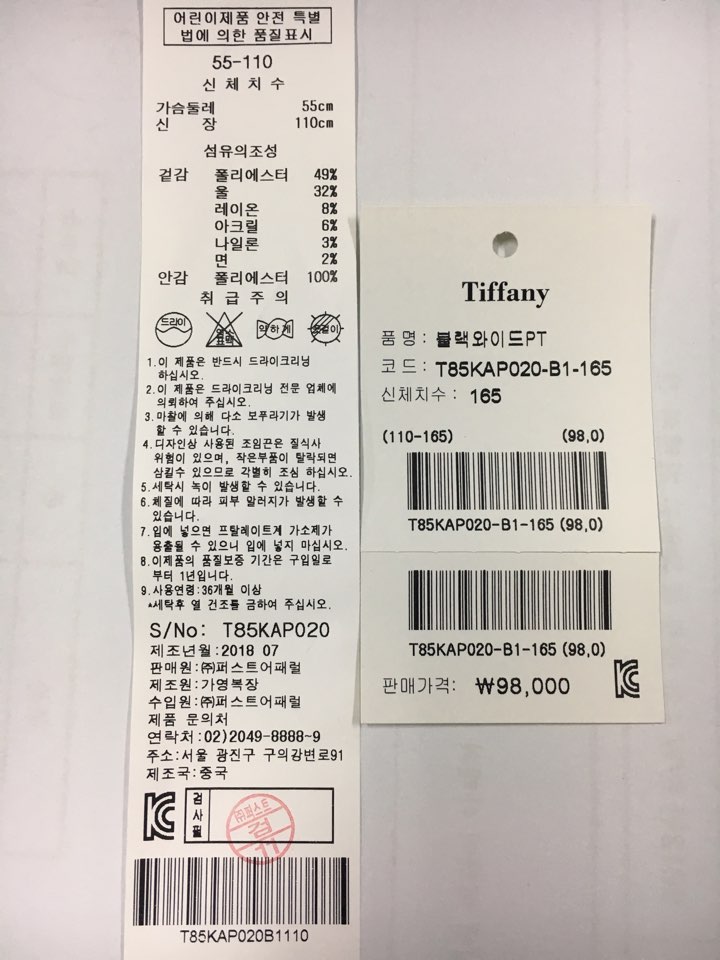 어린이제품 안전 특별
법에 의한 품질표시
55-110
신 체 치 수
가슴둘레 55cm
신 장 110cm
섬유의조성
겉감 폴리에스터 49%
울 32%
레이온 8%
아크릴 6%
나일론 3%
면 2%
안감 폴리에스터 100%
취 급 주 의
드라이 염소 표백 약하게 옷걸이
1.이 제품은 반드시 드라이크리닝
하십시오.
2.이 제품은 드라이크리닝 전문 업체에
의뢰하여 주십시오.
3.마찰에 의해 다소 보푸라기가 발생
할 수 있습니다.
4.디자인상 사용된 조임끈은 질식사
위험이 있으며, 작은부품이 탈락되면
삼킬수 있으므로 각별히 조심 하십시오.
5.세탁시 녹이 발생할 수 있습니다.
6.체질에 따라 피부 알러지가 발생할 수
있습니다.
7.입에 넣으면 프탈레이트계 가소제가
용출될 수 있으니 입에 넣지 마십시오.
8.이제품의 품질보증 기간은 구입일로
부터 1년입니다.
9.사용연령:36개월 이상
*세탁후 열 건조를 금하여 주십시오.
S/No: T85KAP020
제조년월:2018 07
판매원:㈜퍼스트어패럴
제조원:가영복장
수입원:㈜퍼스트어패럴
제품 문의처
연락처:02)2049-8888~9
주소:서울 광진구 구의강변로91
제조국:중국
KC 검사필
㈜퍼스트
검
11
T85KAP020B1110
Tiffany
품 명 : 블랙와이드PT
코 드 : T85KAP020-B1-165
신체치수 : 165
(110-165) (98,0)
T85KAP020-B1-165 (98,0)
T85KAP020-B1-165 (98,0)
판매가격: ₩98,000 KC